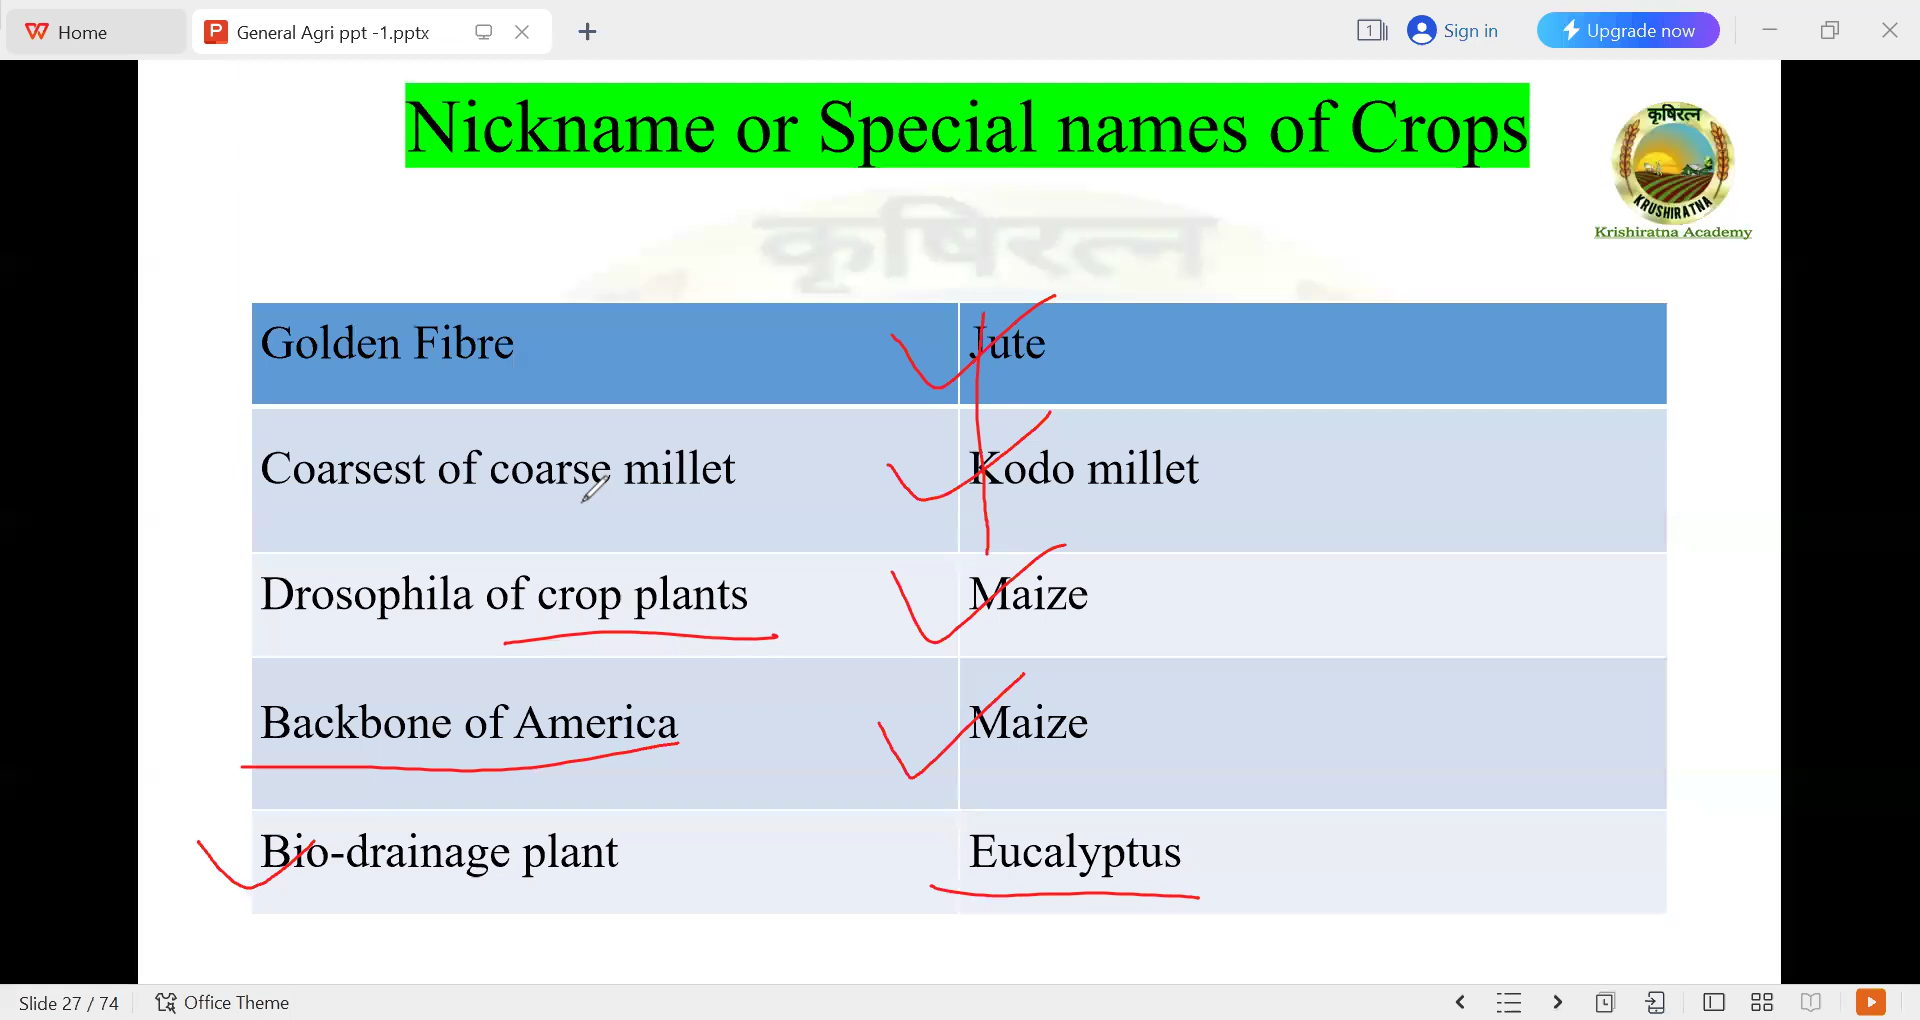 Home
General Agri ppt -1.pptx
1
Sign in
Upgrade now
Nickname or Special names of Crops
कृषिरत्न
KRUSHIRATNA
Krishiratna Academy
कृषिरत्न
Golden Fibre Jute
Coarsest of coarse millet Kodo millet
Drosophila of crop plants Maize
Backbone of America Maize
Bio-drainage plant Eucalyptus
Slide 27 / 74
Office Theme